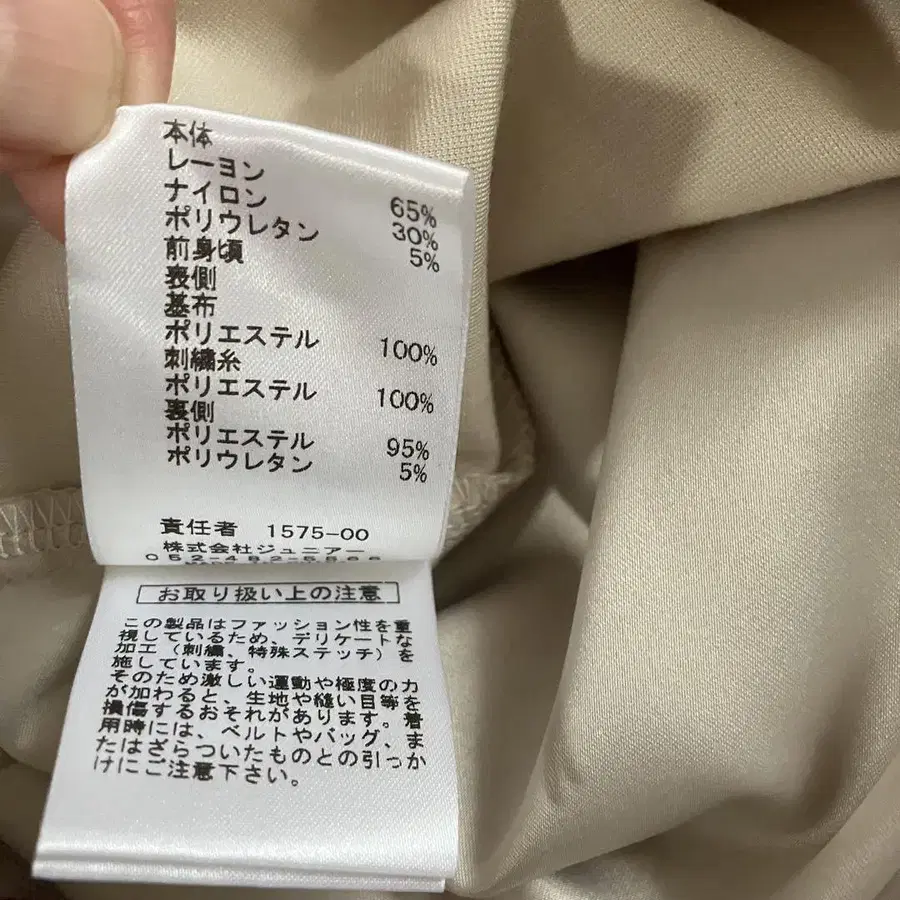 本体
レーヨン 65%
ナイロン 30%
ポリウレタン 5%
前身頃
表側
基布
ポリエステル 100%
刺繍糸
ポリエステル 100%
裏側
ポリエステル 95%
ポリウレタン 5%
責任者 1575-00
株式会社ジュニアー
お取り扱い上の注意
この製品はファッション性を重
視しているため、デリケートな
加工（刺繍、特殊ステッチ）を
施しています。
そのため激しい運動や極度の力
が加わると、生地や縫い目等を
損傷するおそれがあります。着
用時には、ベルトやバッグ、ま
たはざらついたものとの引っか
けにご注意下さい。